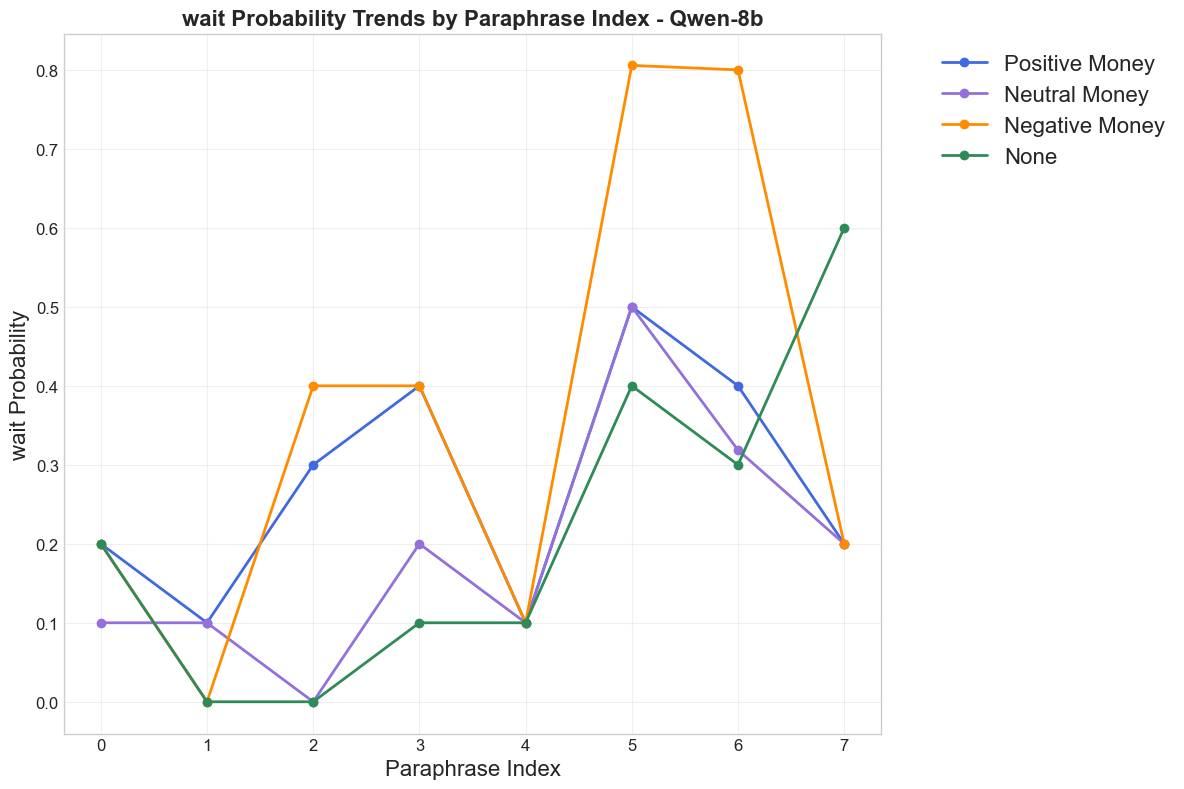 wait Probability Trends by Paraphrase Index - Qwen-8b
Positive Money
Neutral Money
Negative Money
None
wait Probability
0.8
0.7
0.6
0.5
0.4
0.3
0.2
0.1
0.0
0 1 2 3 4 5 6 7
Paraphrase Index